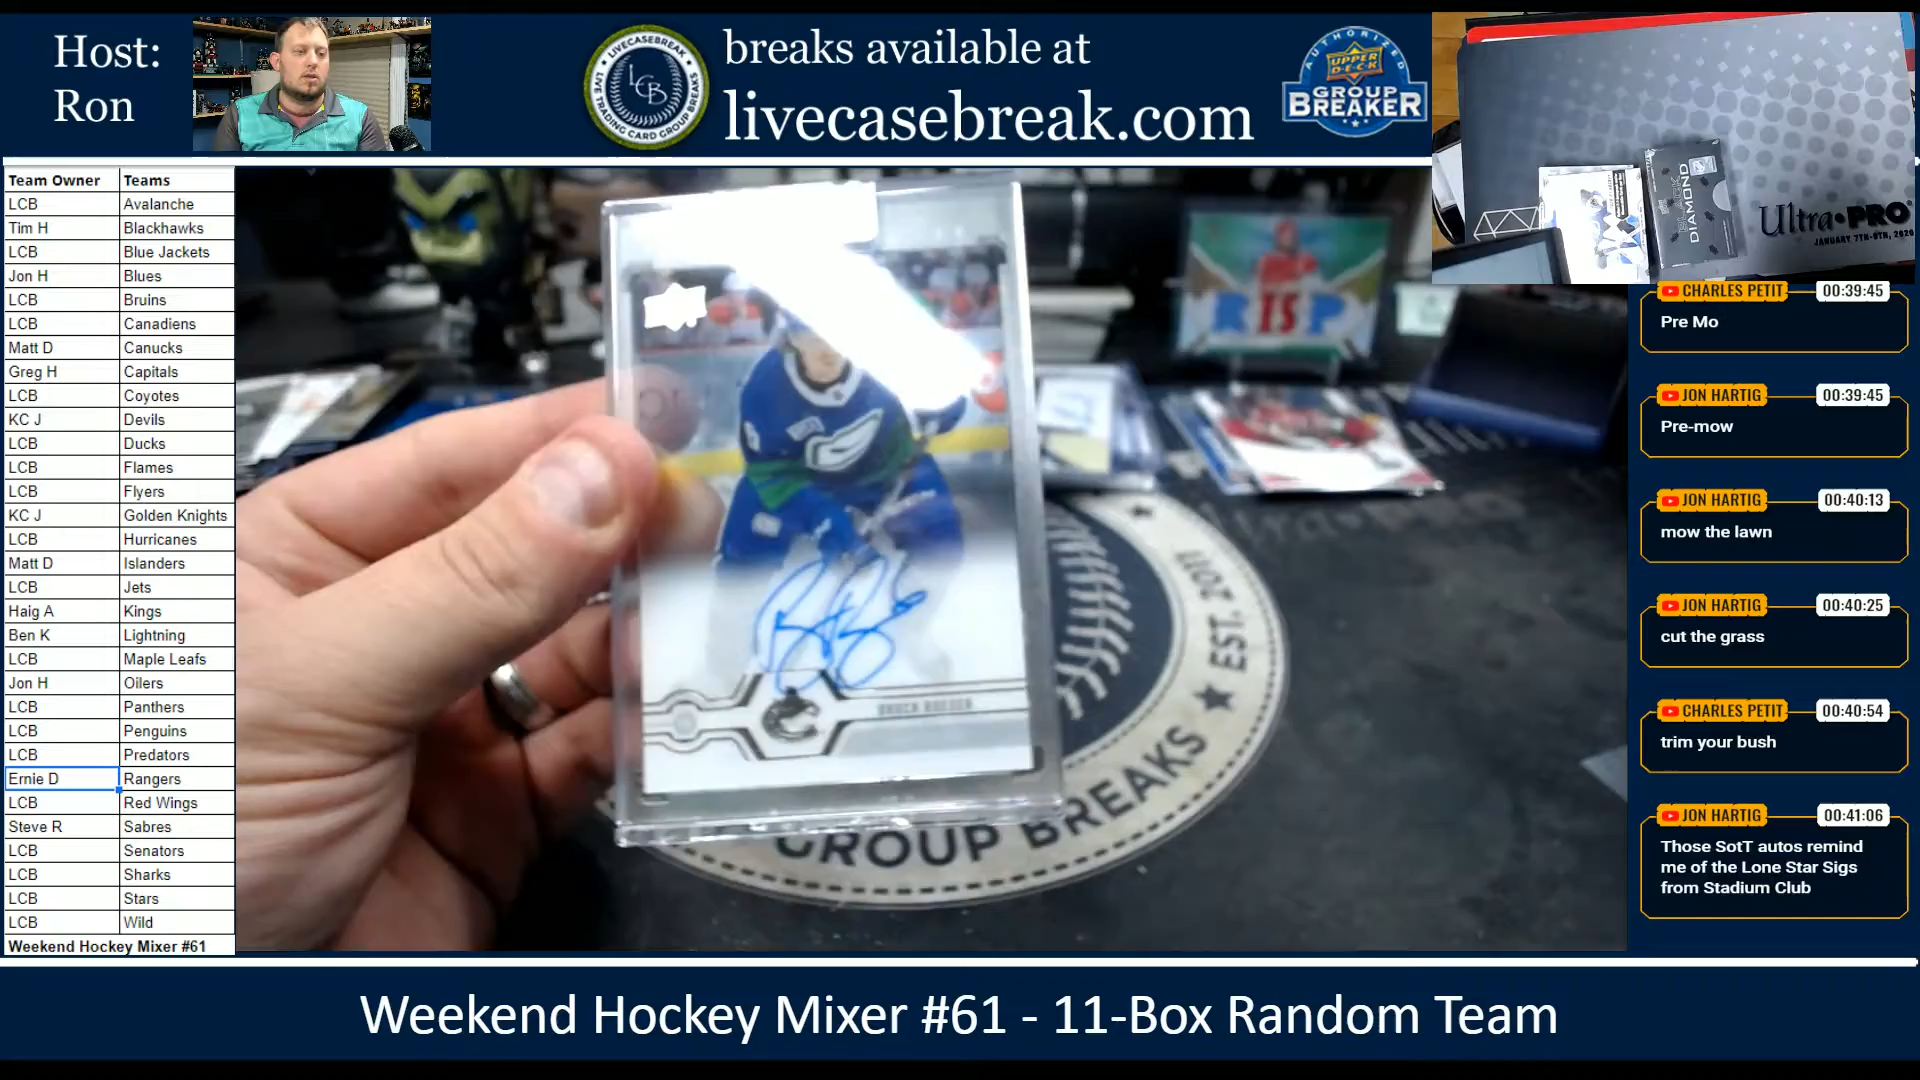 Host:
Ron
LIVECASEBREAK
LCB
LIVE TRADING CARD GROUP BREAKS
breaks available at
livecasebreak.com
AUTHORIZED
UPPER DECK
GROUP
BREAKER
BLACK
DIAMOND
Ultra•PRO
JANUARY 7TH-9TH, 2020
Team Owner Teams
LCB Avalanche
Tim H Blackhawks
LCB Blue Jackets
Jon H Blues
LCB Bruins
LCB Canadiens
Matt D Canucks
Greg H Capitals
LCB Coyotes
KC J Devils
LCB Ducks
LCB Flames
LCB Flyers
KC J Golden Knights
LCB Hurricanes
Matt D Islanders
LCB Jets
Haig A Kings
Ben K Lightning
LCB Maple Leafs
Jon H Oilers
LCB Panthers
LCB Penguins
LCB Predators
Ernie D Rangers
LCB Red Wings
Steve R Sabres
LCB Senators
LCB Sharks
LCB Stars
LCB Wild
Weekend Hockey Mixer #61
EST. 2011
GROUP BREAKS
CHARLES PETIT 00:39:45
Pre Mo
JON HARTIG 00:39:45
Pre-mow
JON HARTIG 00:40:13
mow the lawn
JON HARTIG 00:40:25
cut the grass
CHARLES PETIT 00:40:54
trim your bush
JON HARTIG 00:41:06
Those SotT autos remind
me of the Lone Star Sigs
from Stadium Club
Weekend Hockey Mixer #61 - 11-Box Random Team